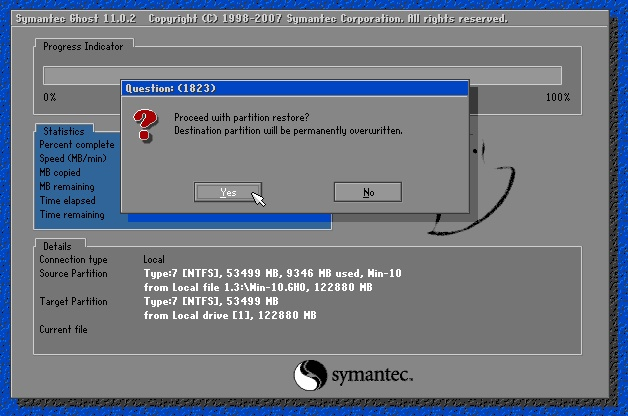 Symantec Ghost 11.0.2 Copyright (C) 1998-2007 Symantec Corporation. All rights reserved.
Progress Indicator
0% 100%
Question: (1823)
Proceed with partition restore?
Destination partition will be permanently overwritten.
Yes No
Statistics
Percent complete
Speed (MB/min)
MB copied
MB remaining
Time elapsed
Time remaining
Details
Connection type Local
Source Partition Type:7 [NTFS], 53499 MB, 9346 MB used, Min-10
from Local file 1.3:\Min-10.GHO, 122880 MB
Target Partition Type:7 [NTFS], 53499 MB
from Local drive [1], 122880 MB
Current file
symantec.